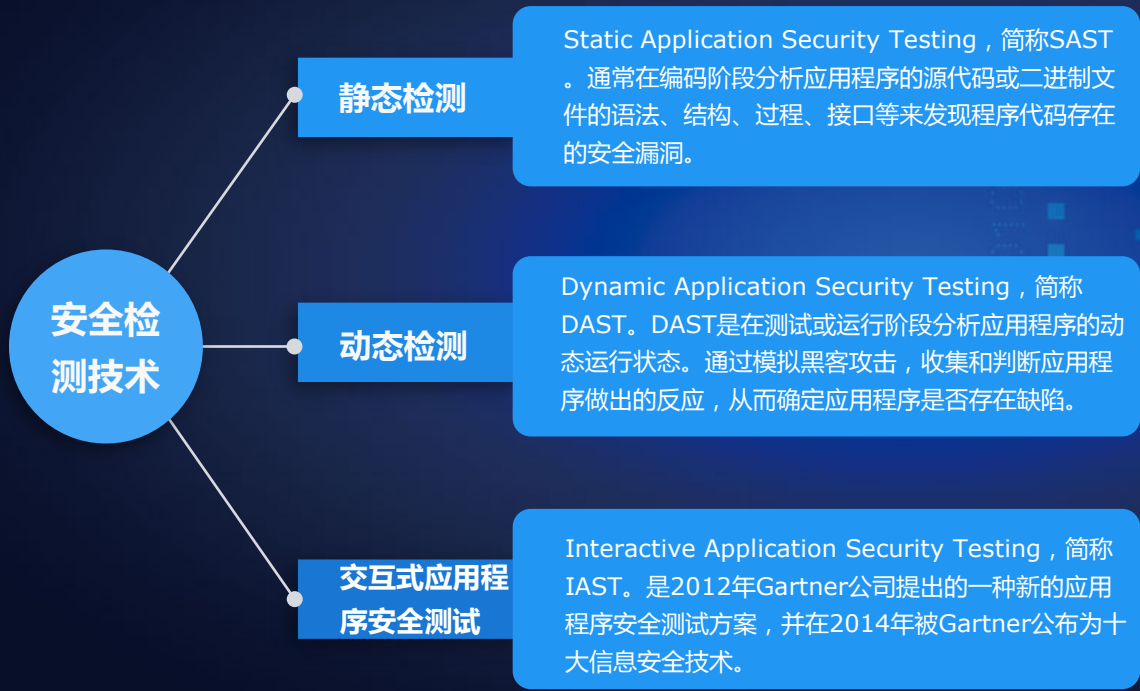 Static Application Security Testing，简称SAST
。通常在编码阶段分析应用程序的源代码或二进制文
件的语法、结构、过程、接口等来发现程序代码存在
的安全漏洞。
静态检测
Dynamic Application Security Testing，简称
DAST。DAST是在测试或运行阶段分析应用程序的动
态运行状态。通过模拟黑客攻击，收集和判断应用程
序做出的反应，从而确定应用程序是否存在缺陷。
安全检
测技术
动态检测
Interactive Application Security Testing，简称
IAST。是2012年Gartner公司提出的一种新的应用
程序安全测试方案，并在2014年被Gartner公布为十
大信息安全技术。
交互式应用程
序安全测试